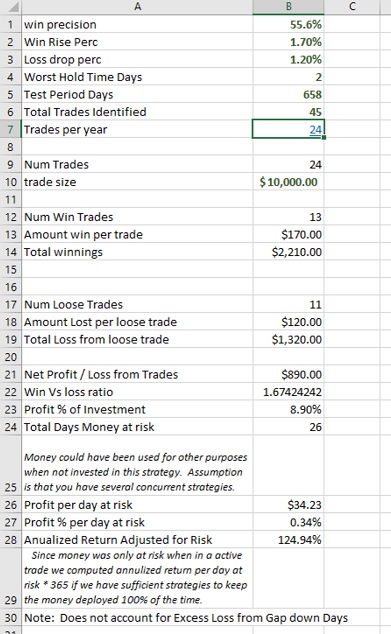 A B C
1 win precision 55.6%
2 Win Rise Perc 1.70%
3 Loss drop perc 1.20%
4 Worst Hold Time Days 2
5 Test Period Days 658
6 Total Trades Identified 45
7 Trades per year 24
8
9 Num Trades 24
10 trade size $10,000.00
11
12 Num Win Trades 13
13 Amount win per trade $170.00
14 Total winnings $2,210.00
15
16
17 Num Loose Trades 11
18 Amount Lost per loose trade $120.00
19 Total Loss from loose trade $1,320.00
20
21 Net Profit / Loss from Trades $890.00
22 Win Vs loss ratio 1.67424242
23 Profit % of Investment 8.90%
24 Total Days Money at risk 26
Money could have been used for other purposes
when not invested in this strategy. Assumption
25 is that you have several concurrent strategies.
26 Profit per day at risk $34.23
27 Profit % per day at risk 0.34%
28 Anualized Return Adjusted for Risk 124.94%
Since money was only at risk when in a active
trade we computed annulized return per day at
risk * 365 if we have sufficient strategies to keep
29 the money deployed 100% of the time.
30 Note: Does not account for Excess Loss from Gap down Days